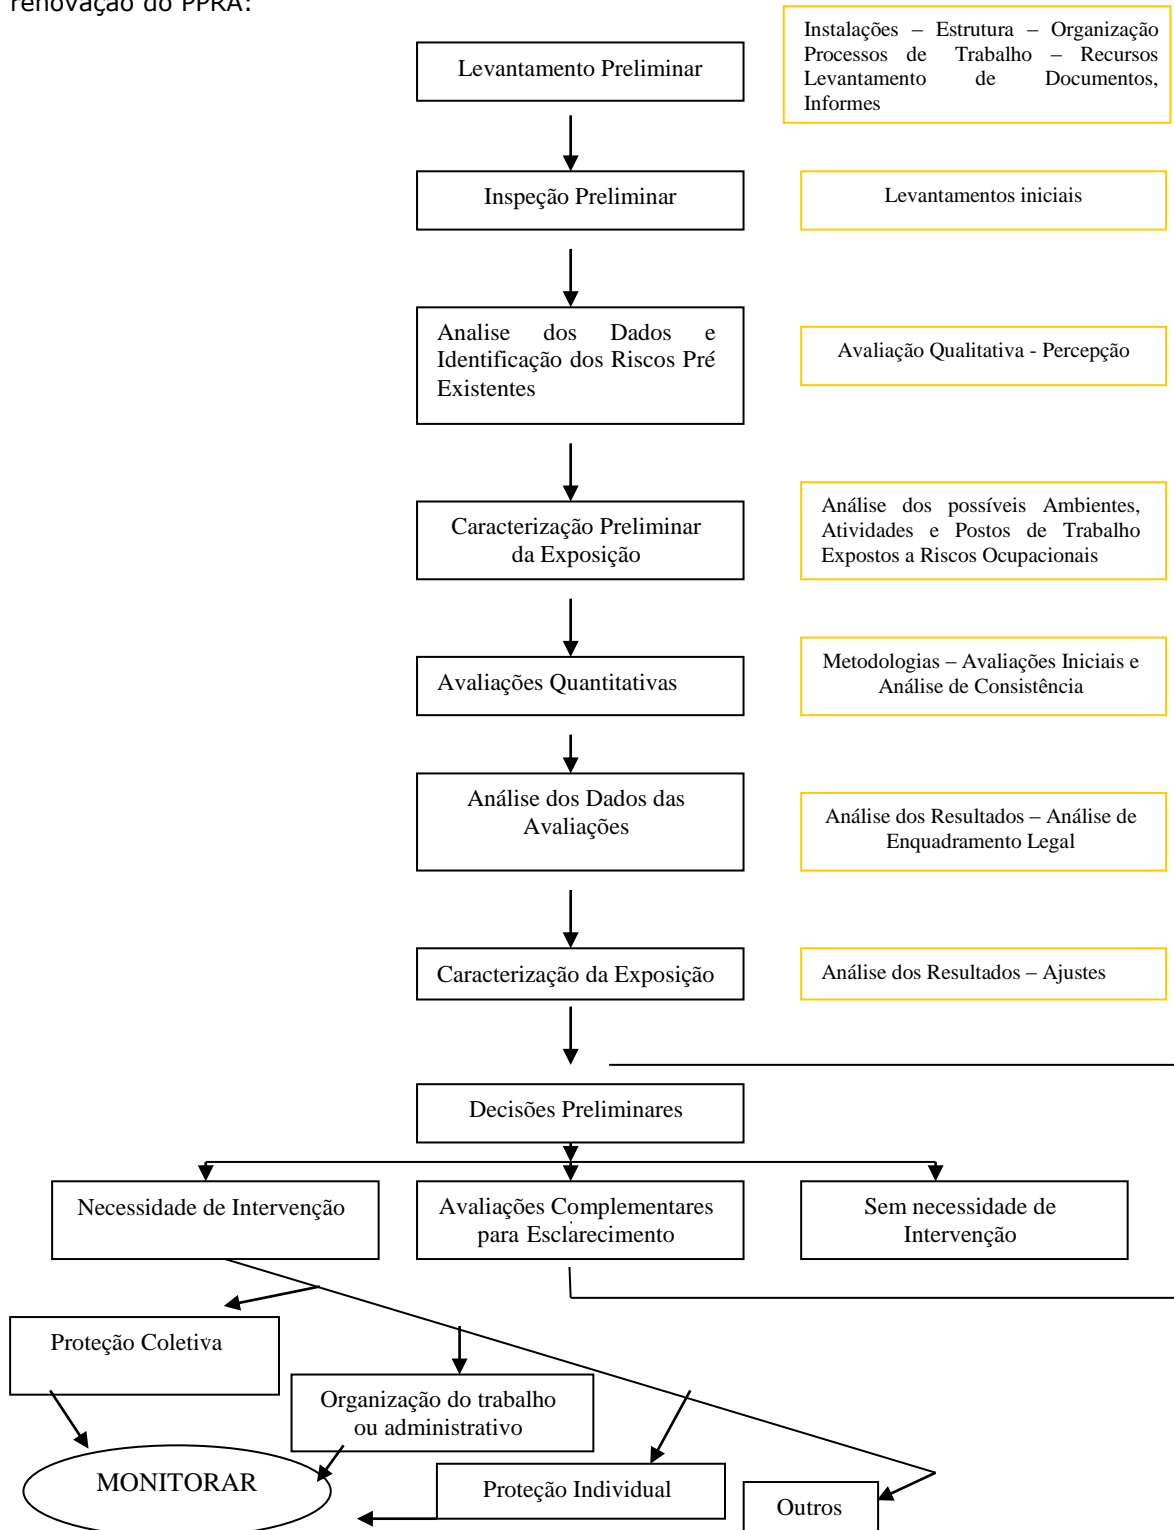 renovação do PPRA:
Instalações – Estrutura – Organização
Processos de Trabalho – Recursos
Levantamento de Documentos,
Informes
Levantamento Preliminar
Inspeção Preliminar
Levantamentos iniciais
Analise dos Dados e
Identificação dos Riscos Pré
Existentes
Avaliação Qualitativa - Percepção
Caracterização Preliminar
da Exposição
Análise dos possíveis Ambientes,
Atividades e Postos de Trabalho
Expostos a Riscos Ocupacionais
Avaliações Quantitativas
Metodologias – Avaliações Iniciais e
Análise de Consistência
Análise dos Dados das
Avaliações
Análise dos Resultados – Análise de
Enquadramento Legal
Caracterização da Exposição
Análise dos Resultados – Ajustes
Decisões Preliminares
Necessidade de Intervenção
Avaliações Complementares
para Esclarecimento
Sem necessidade de
Intervenção
Proteção Coletiva
Organização do trabalho
ou administrativo
MONITORAR
Proteção Individual
Outros